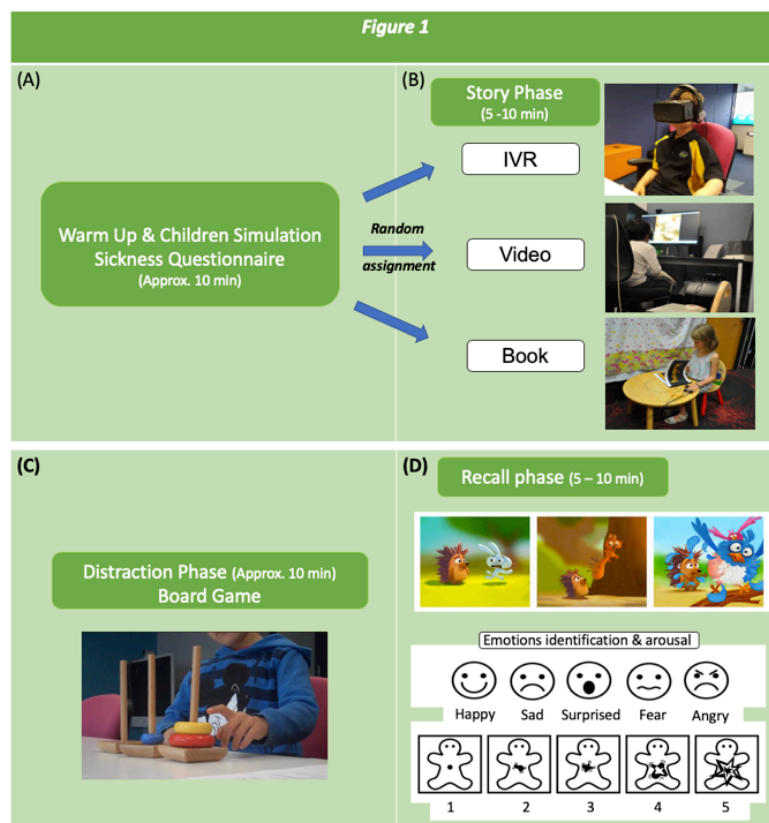 Figure 1
(A)
Warm Up & Children Simulation
Sickness Questionnaire
(Approx. 10 min)
Random
assignment
(B)
Story Phase
(5 -10 min)
IVR
Video
Book
(C)
Distraction Phase (Approx. 10 min)
Board Game
(D)
Recall phase (5 – 10 min)
Emotions identification & arousal
Happy Sad Surprised Fear Angry
1 2 3 4 5